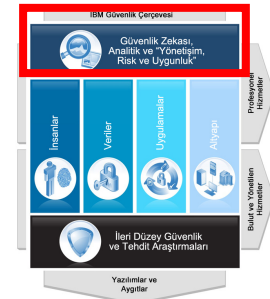 IBM Güvenlik Çerçevesi
Güvenlik Zekası,
Analitik ve "Yönetişim,
Risk ve Uygunluk"
İnsanlar
Veriler
Uygulamalar
Altyapı
Profesyonel
Hizmetler
Bulut ve Yönetilen
Hizmetler
İleri Düzey Güvenlik
ve Tehdit Araştırmaları
Yazılımlar ve
Aygıtlar